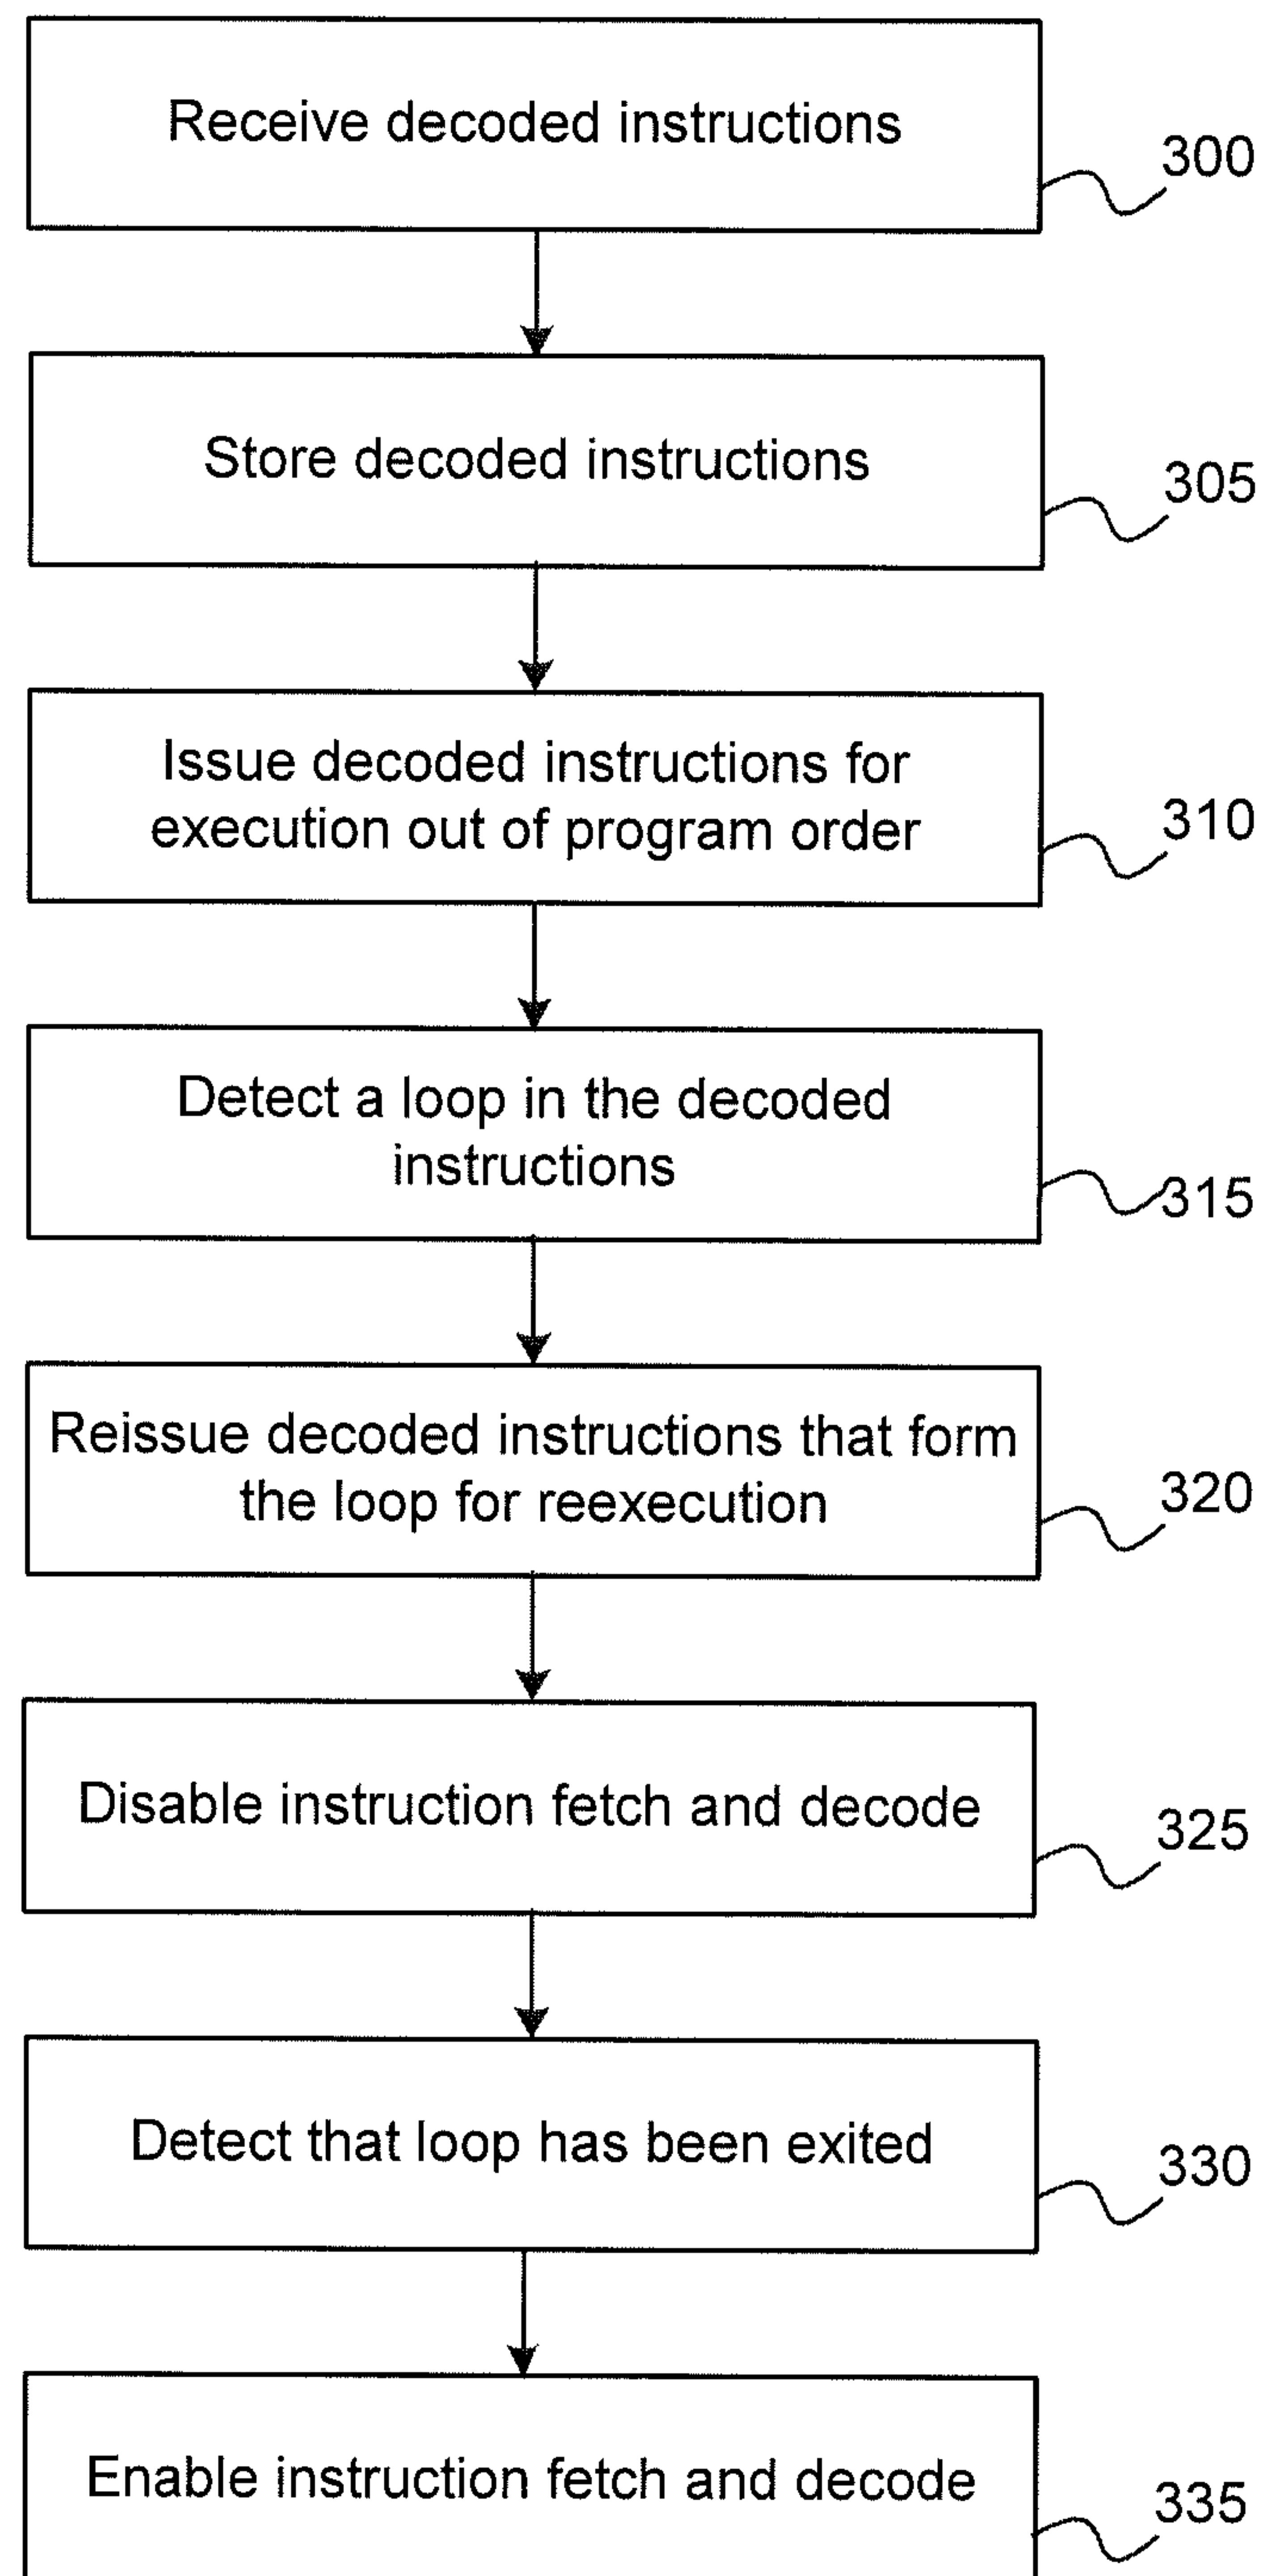 Receive decoded instructions
300
Store decoded instructions
305
Issue decoded instructions for
execution out of program order
310
Detect a loop in the decoded
instructions
315
Reissue decoded instructions that form
the loop for reexecution
320
Disable instruction fetch and decode
325
Detect that loop has been exited
330
Enable instruction fetch and decode
335